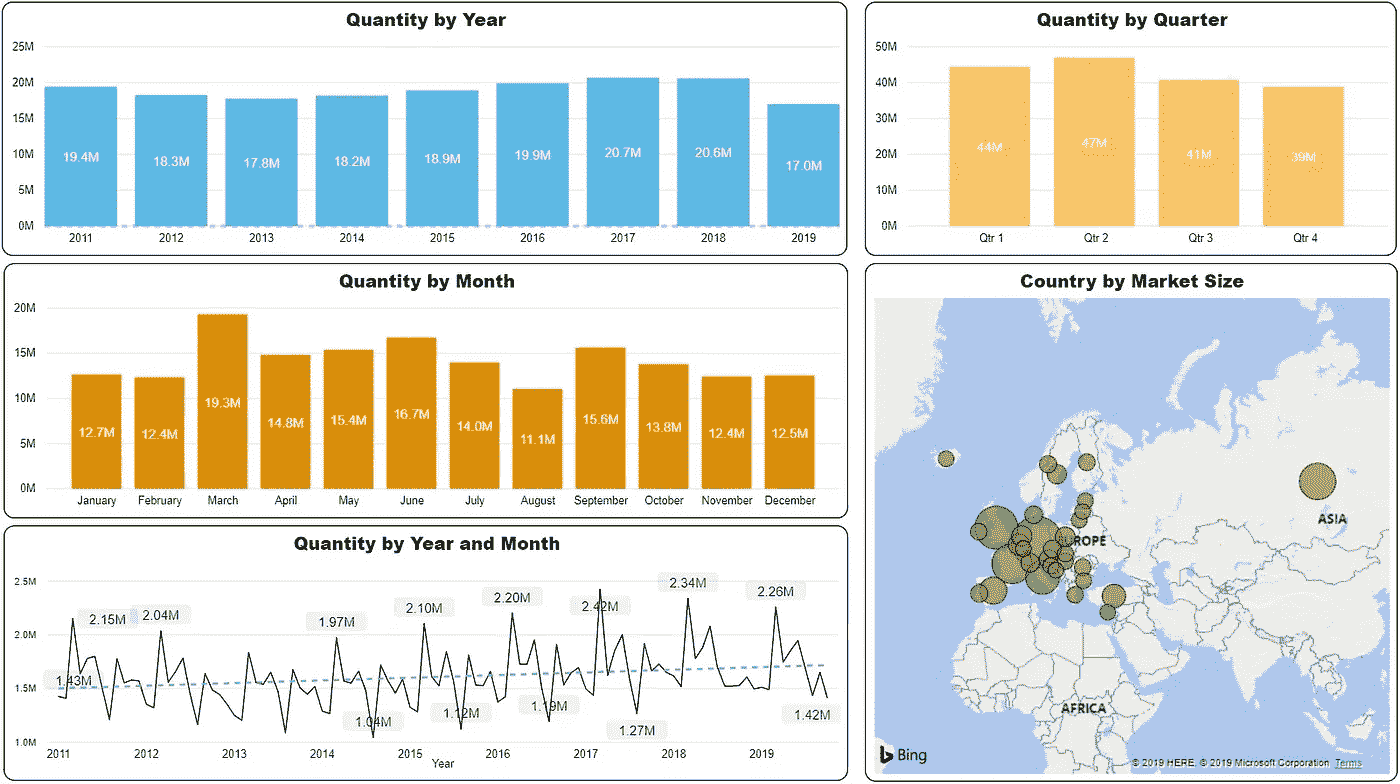 Quantity by Year
25M
20M
15M
10M
5M
0M
19.4M 18.3M 17.8M 18.2M 18.9M 19.9M 20.7M 20.6M 17.0M
2011 2012 2013 2014 2015 2016 2017 2018 2019
Quantity by Quarter
50M
40M
30M
20M
10M
0M
44M 47M 41M 39M
Qtr 1 Qtr 2 Qtr 3 Qtr 4
Quantity by Month
20M
15M
10M
5M
0M
12.7M 12.4M 19.3M 14.8M 15.4M 16.7M 14.0M 11.1M 15.6M 13.8M 12.4M 12.5M
January February March April May June July August September October November December
Country by Market Size
EUROPE
ASIA
AFRICA
Bing
© 2019 HERE, © 2019 Microsoft Corporation Terms
Quantity by Year and Month
2.5M
2.0M
1.5M
1.0M
1.43M 2.15M 2.04M 1.97M 1.04M 2.10M 1.12M 2.20M 1.19M 2.42M 1.27M 2.34M 2.26M 1.42M
2011 2012 2013 2014 2015 2016 2017 2018 2019
Year